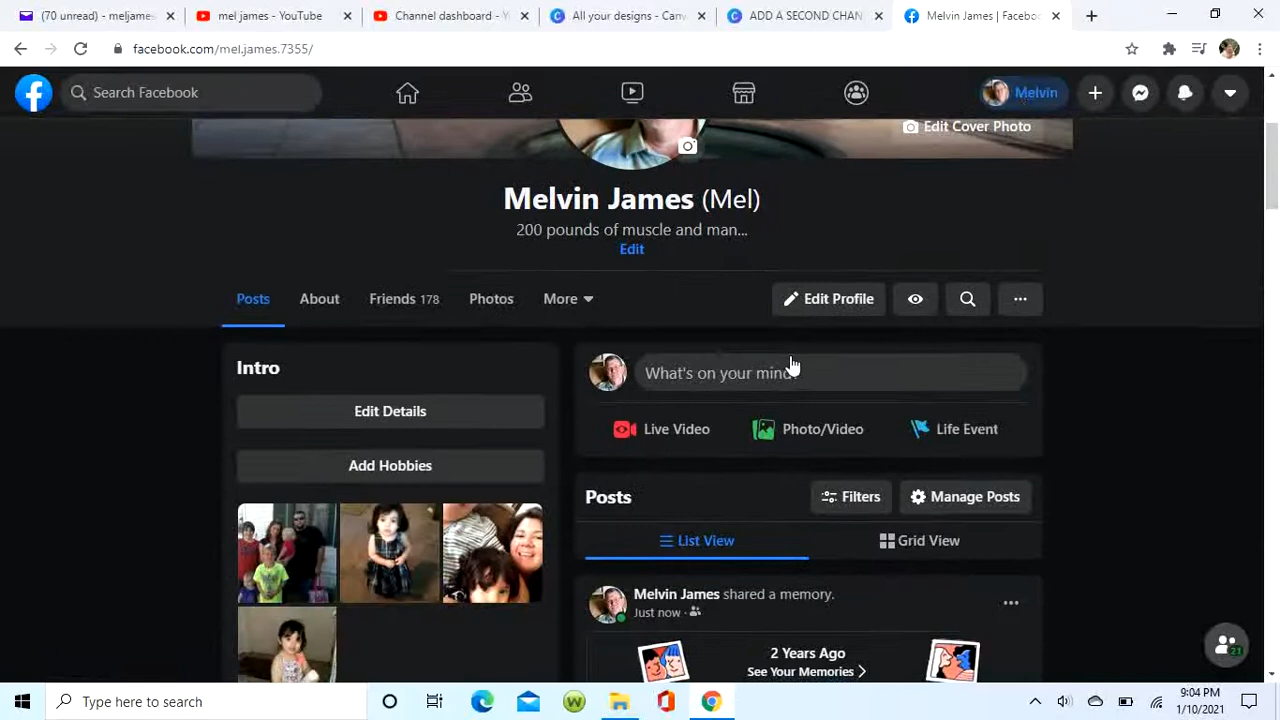 (70 unread) - meljame
mel james - YouTube
Channel dashboard - Y
All your designs - Can
ADD A SECOND CHAN
Melvin James | Facebo
facebook.com/mel.james.7355/
Search Facebook
Melvin
Edit Cover Photo
Melvin James (Mel)
200 pounds of muscle and man...
Edit
Posts About Friends 178 Photos More
Edit Profile
Intro
What's on your mind
Edit Details
Live Video Photo/Video Life Event
Add Hobbies
Posts Filters Manage Posts
List View Grid View
Melvin James shared a memory.
Just now ·
21
2 Years Ago
See Your Memories
Type here to search
9:04 PM
1/10/2021